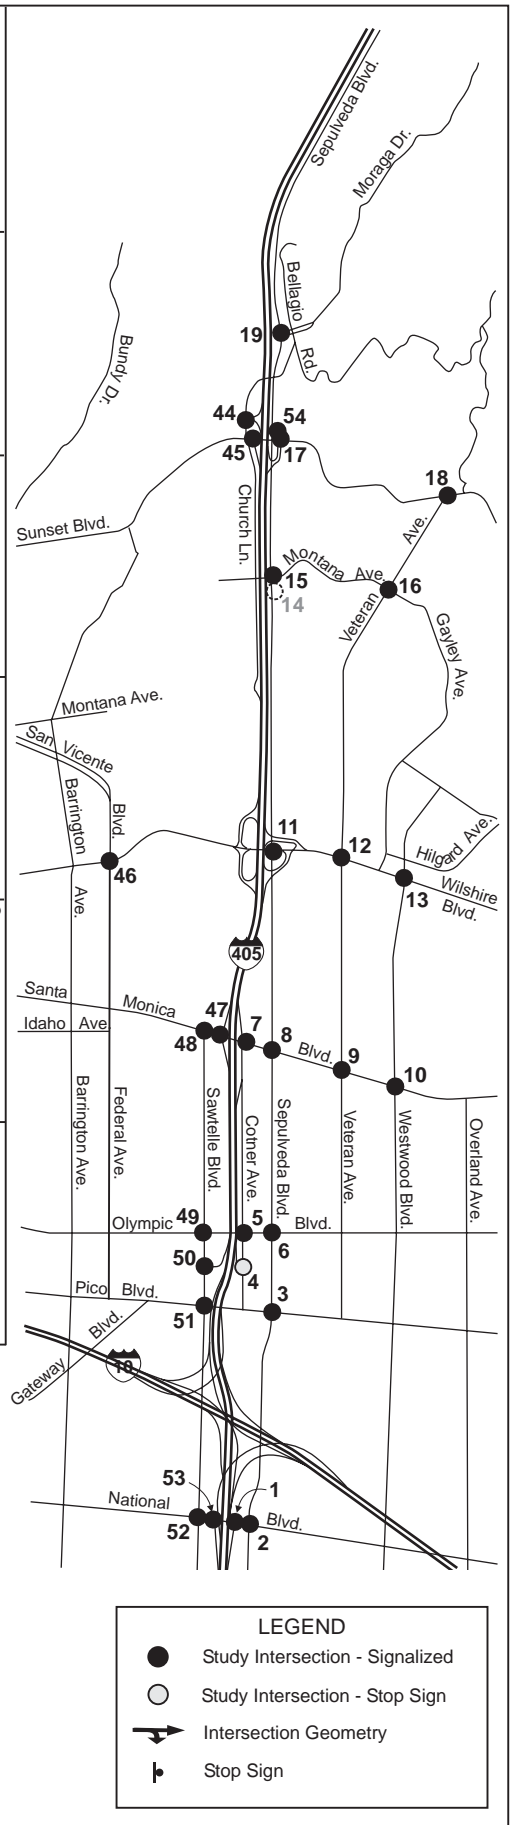 Sepulveda Blvd.
Moraga Dr.
Bellagio
Rd.
19
Bundy Dr.
44
54
45
17
18
Sunset Blvd.
Church Ln.
Ave.
Montana
Ave.
15
16
14
Veteran
Gayley Ave.
Montana Ave.
San Vicente
Blvd.
Barrington
11
12
46
Hilgard Ave.
13
Wilshire
Blvd.
Ave.
405
Santa
Monica
47
7
8
Idaho Ave.
48
Blvd.
9
10
Barrington Ave.
Federal Ave.
Sawtelle Blvd.
Cotner Ave.
Sepulveda Blvd.
Veteran Ave.
Westwood Blvd.
Overland Ave.
Olympic
49
5
Blvd.
6
50
4
Pico Blvd.
3
51
Gateway
Blvd.
10
53
1
National
52
2
Blvd.
LEGEND
Study Intersection - Signalized
Study Intersection - Stop Sign
Intersection Geometry
Stop Sign